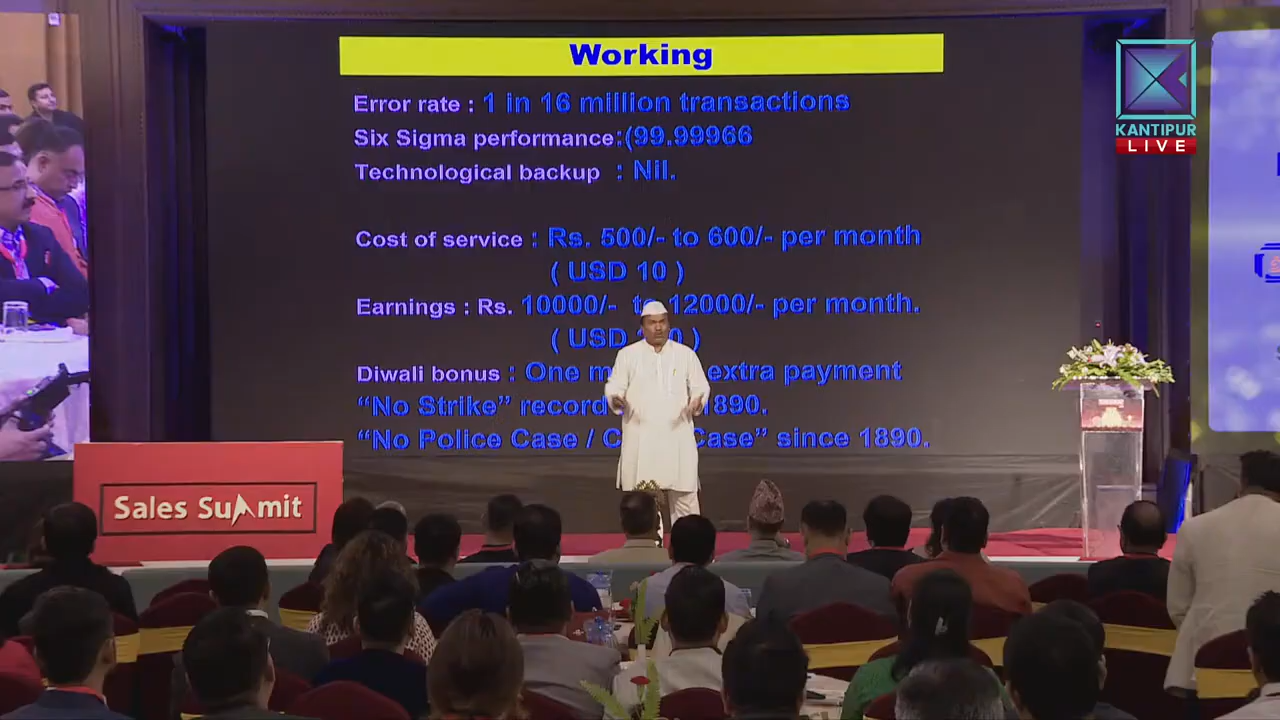 Working
Error rate : 1 in 16 million transactions
Six Sigma performance:(99.99966
Technological backup : Nil.
Cost of service : Rs. 500/- to 600/- per month
( USD 10 )
Earnings : Rs. 10000/- to 12000/- per month.
( USD 0 )
Diwali bonus : One m extra payment
“No Strike” record 1890.
“No Police Case / C Case” since 1890.
KANTIPUR
LIVE
Sales Summit